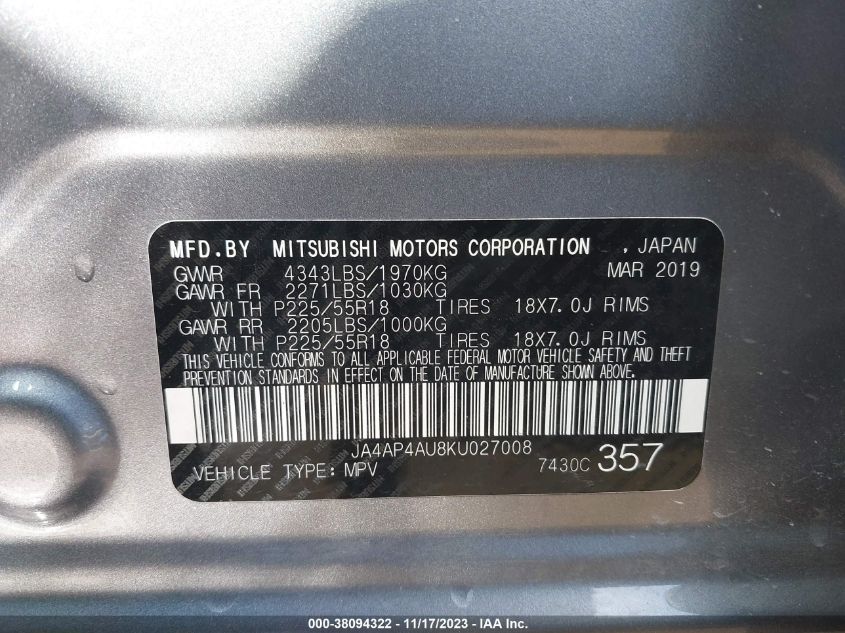 MFD.BY MITSUBISHI MOTORS CORPORATION , JAPAN
GVWR 4343LBS/1970KG MAR 2019
GAWR FR 2271LBS/1030KG
WITH P225/55R18 TIRES 18X7.0J RIMS
GAWR RR 2205LBS/1000KG
WITH P225/55R18 TIRES 18X7.0J RIMS
THIS VEHICLE CONFORMS TO ALL APPLICABLE FEDERAL MOTOR VEHICLE SAFETY AND THEFT
PREVENTION STANDARDS IN EFFECT ON THE DATE OF MANUFACTURE SHOWN ABOVE.
JA4AP4AU8KU027008
VEHICLE TYPE: MPV 7430C 357
000-38094322 - 11/17/2023 - IAA Inc.